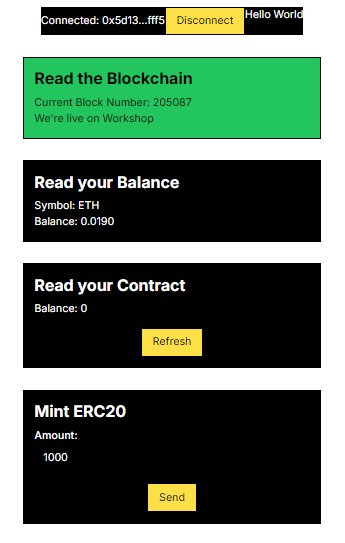 Connected: 0x5d13...fff5 Disconnect Hello World
Read the Blockchain
Current Block Number: 205087
We're live on Workshop
Read your Balance
Symbol: ETH
Balance: 0.0190
Read your Contract
Balance: 0
Refresh
Mint ERC20
Amount:
1000
Send